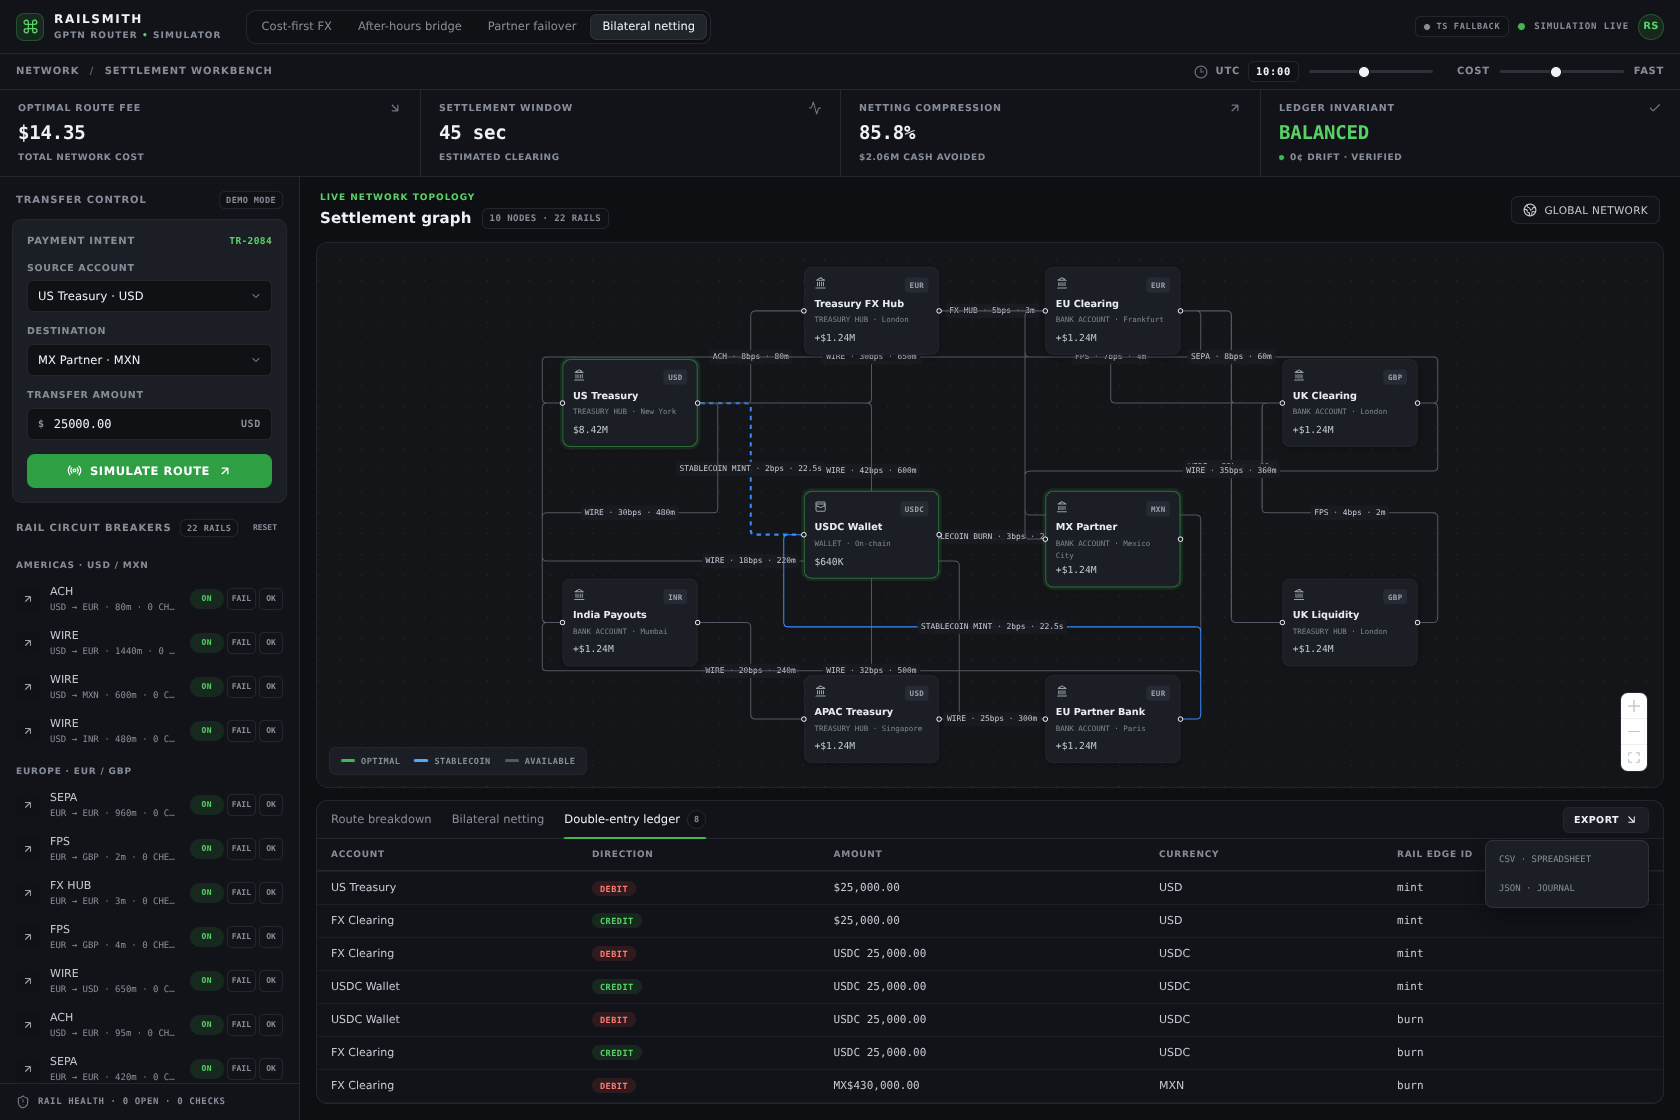 RAILSMITH
GPTN ROUTER • SIMULATOR
Cost-first FX
After-hours bridge
Partner failover
Bilateral netting
TS FALLBACK
SIMULATION LIVE
RS
NETWORK / SETTLEMENT WORKBENCH
UTC 10:00
COST
FAST
OPTIMAL ROUTE FEE
$14.35
TOTAL NETWORK COST
SETTLEMENT WINDOW
45 sec
ESTIMATED CLEARING
NETTING COMPRESSION
85.8%
$2.06M CASH AVOIDED
LEDGER INVARIANT
BALANCED
0¢ DRIFT · VERIFIED
TRANSFER CONTROL
DEMO MODE
PAYMENT INTENT
TR-2084
SOURCE ACCOUNT
US Treasury · USD
DESTINATION
MX Partner · MXN
TRANSFER AMOUNT
$ 25000.00 USD
SIMULATE ROUTE
RAIL CIRCUIT BREAKERS
22 RAILS
RESET
AMERICAS · USD / MXN
ACH
USD → EUR · 80m · 0 CH…
ON FAIL OK
WIRE
USD → EUR · 1440m · 0 …
ON FAIL OK
WIRE
USD → MXN · 600m · 0 C…
ON FAIL OK
WIRE
USD → INR · 480m · 0 C…
ON FAIL OK
EUROPE · EUR / GBP
SEPA
EUR → EUR · 960m · 0 C…
ON FAIL OK
FPS
EUR → GBP · 2m · 0 CHE…
ON FAIL OK
FX HUB
EUR → EUR · 3m · 0 CHE…
ON FAIL OK
FPS
EUR → GBP · 4m · 0 CHE…
ON FAIL OK
WIRE
EUR → USD · 650m · 0 C…
ON FAIL OK
ACH
USD → EUR · 95m · 0 CH…
ON FAIL OK
SEPA
EUR → EUR · 420m · 0 C…
ON FAIL OK
RAIL HEALTH · 0 OPEN · 0 CHECKS
LIVE NETWORK TOPOLOGY
Settlement graph
10 NODES · 22 RAILS
GLOBAL NETWORK
EUR
Treasury FX Hub
TREASURY HUB · London
+$1.24M
FX HUB · 5bps · 3m
EUR
EU Clearing
BANK ACCOUNT · Frankfurt
+$1.24M
ACH · 8bps · 80m
WIRE · 30bps · 650m
FPS · 7bps · 4m
SEPA · 8bps · 60m
USD
US Treasury
TREASURY HUB · New York
$8.42M
GBP
UK Clearing
BANK ACCOUNT · London
+$1.24M
STABLECOIN MINT · 2bps · 22.5s
WIRE · 42bps · 600m
WIRE · 35bps · 360m
WIRE · 30bps · 480m
FPS · 4bps · 2m
USDC
USDC Wallet
WALLET · On-chain
$640K
LECOIN BURN · 3bps · 2
MXN
MX Partner
BANK ACCOUNT · Mexico
City
+$1.24M
WIRE · 18bps · 220m
INR
India Payouts
BANK ACCOUNT · Mumbai
+$1.24M
GBP
UK Liquidity
TREASURY HUB · London
+$1.24M
STABLECOIN MINT · 2bps · 22.5s
WIRE · 20bps · 240m
WIRE · 32bps · 500m
USD
APAC Treasury
TREASURY HUB · Singapore
+$1.24M
WIRE · 25bps · 300m
EUR
EU Partner Bank
BANK ACCOUNT · Paris
+$1.24M
OPTIMAL
STABLECOIN
AVAILABLE
Route breakdown
Bilateral netting
Double-entry ledger 8
EXPORT
CSV · SPREADSHEET
JSON · JOURNAL
ACCOUNT DIRECTION AMOUNT CURRENCY RAIL EDGE ID
US Treasury DEBIT $25,000.00 USD mint
FX Clearing CREDIT $25,000.00 USD mint
FX Clearing DEBIT USDC 25,000.00 USDC mint
USDC Wallet CREDIT USDC 25,000.00 USDC mint
USDC Wallet DEBIT USDC 25,000.00 USDC burn
FX Clearing CREDIT USDC 25,000.00 USDC burn
FX Clearing DEBIT MX$430,000.00 MXN burn